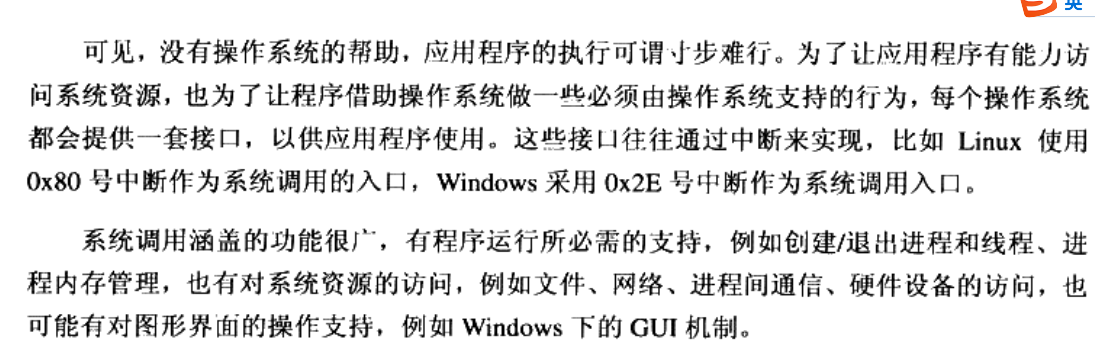 英
可见，没有操作系统的帮助，应用程序的执行可谓寸步难行。为了让应用程序有能力访
问系统资源，也为了让程序借助操作系统做一些必须由操作系统支持的行为，每个操作系统
都会提供一套接口，以供应用程序使用。这些接口往往通过中断来实现，比如 Linux 使用
0x80 号中断作为系统调用的入口，Windows 采用 0x2E 号中断作为系统调用入口。
系统调用涵盖的功能很广，有程序运行所必需的支持，例如创建/退出进程和线程、进
程内存管理，也有对系统资源的访问，例如文件、网络、进程间通信、硬件设备的访问，也
可能有对图形界面的操作支持，例如 Windows 下的 GUI 机制。